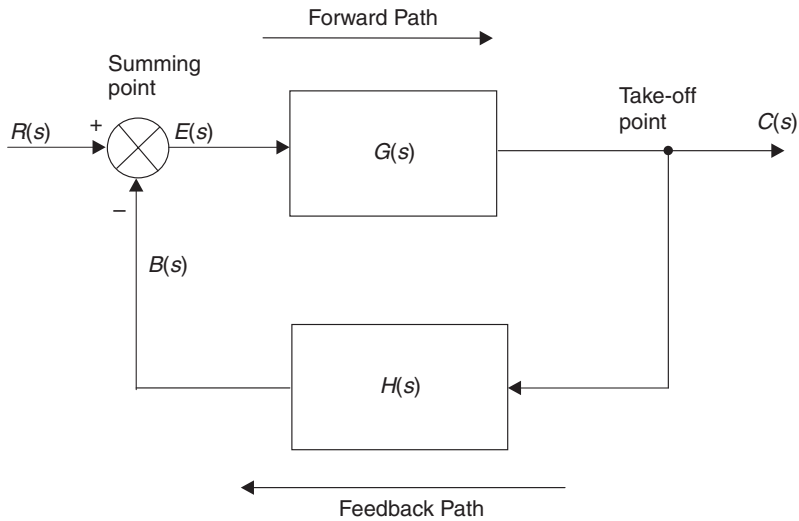 Forward Path
Summing
point
Take-off
point
R(s)
+
E(s)
G(s)
C(s)
−
B(s)
H(s)
Feedback Path